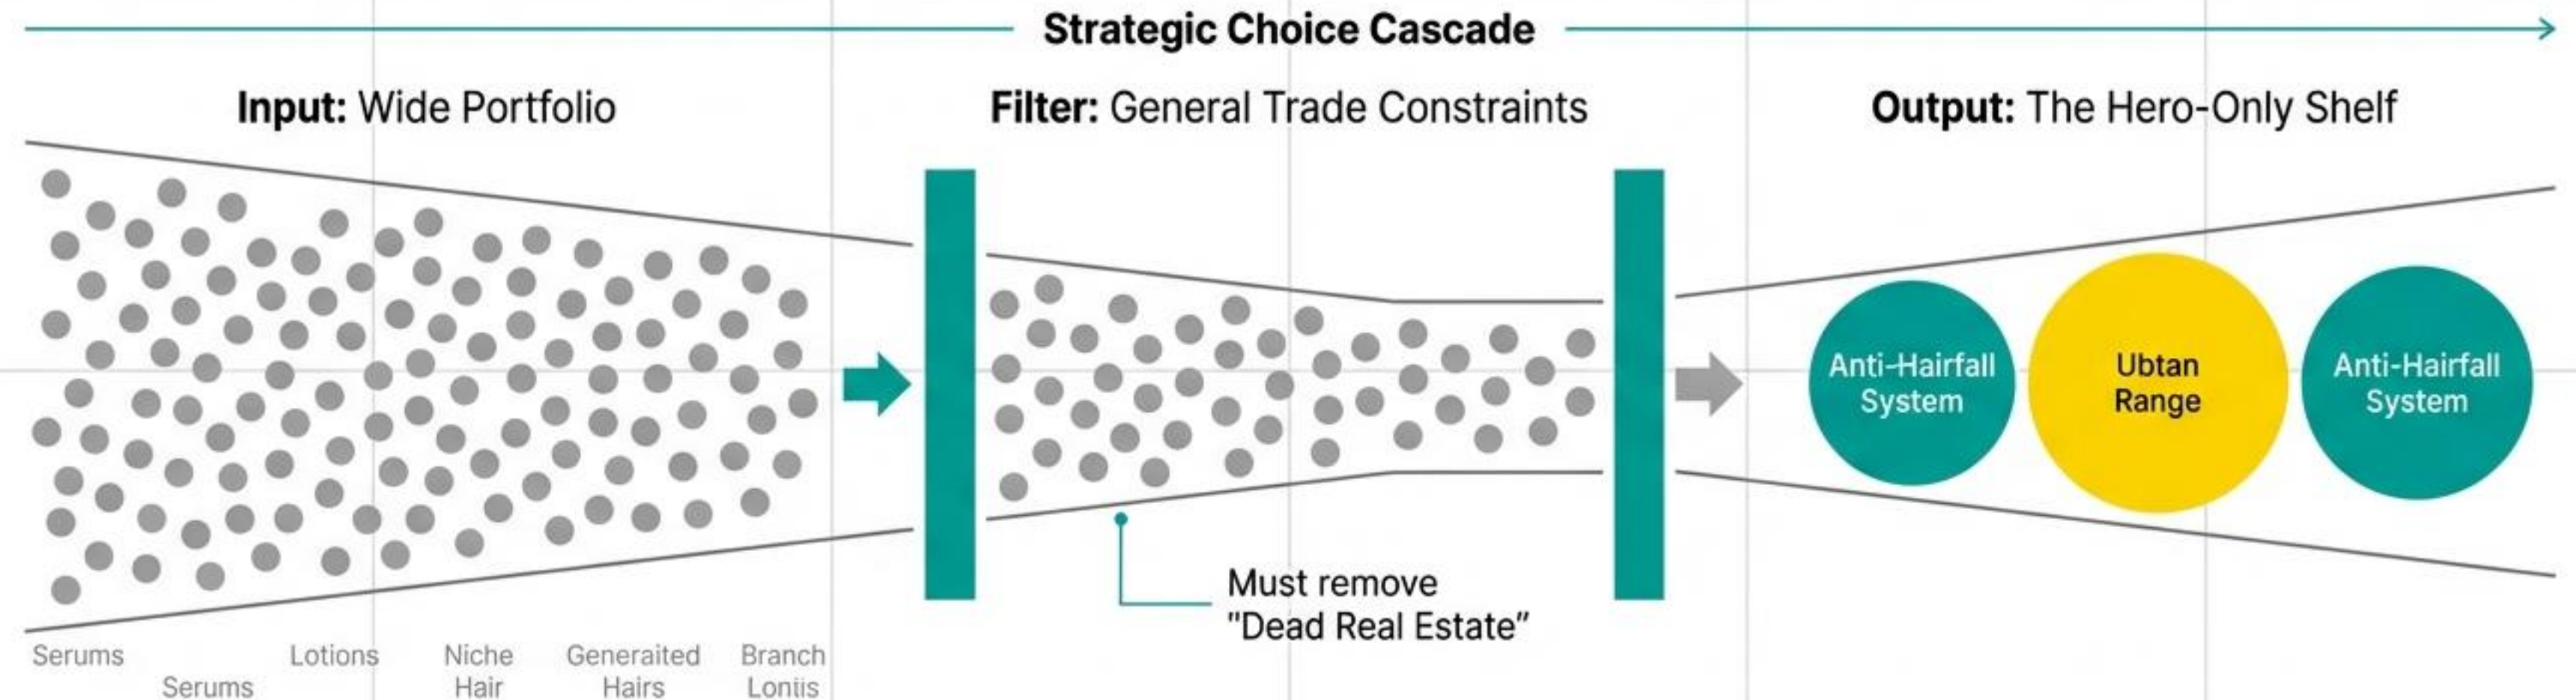 Strategic Choice Cascade
Input: Wide Portfolio
Filter: General Trade Constraints
Output: The Hero-Only Shelf
Anti-Hairfall
System
Ubtan
Range
Anti-Hairfall
System
Must remove
"Dead Real Estate”
Serums
Serums
Lotions
Niche
Hair
Generaited
Hairs
Branch
Lontis